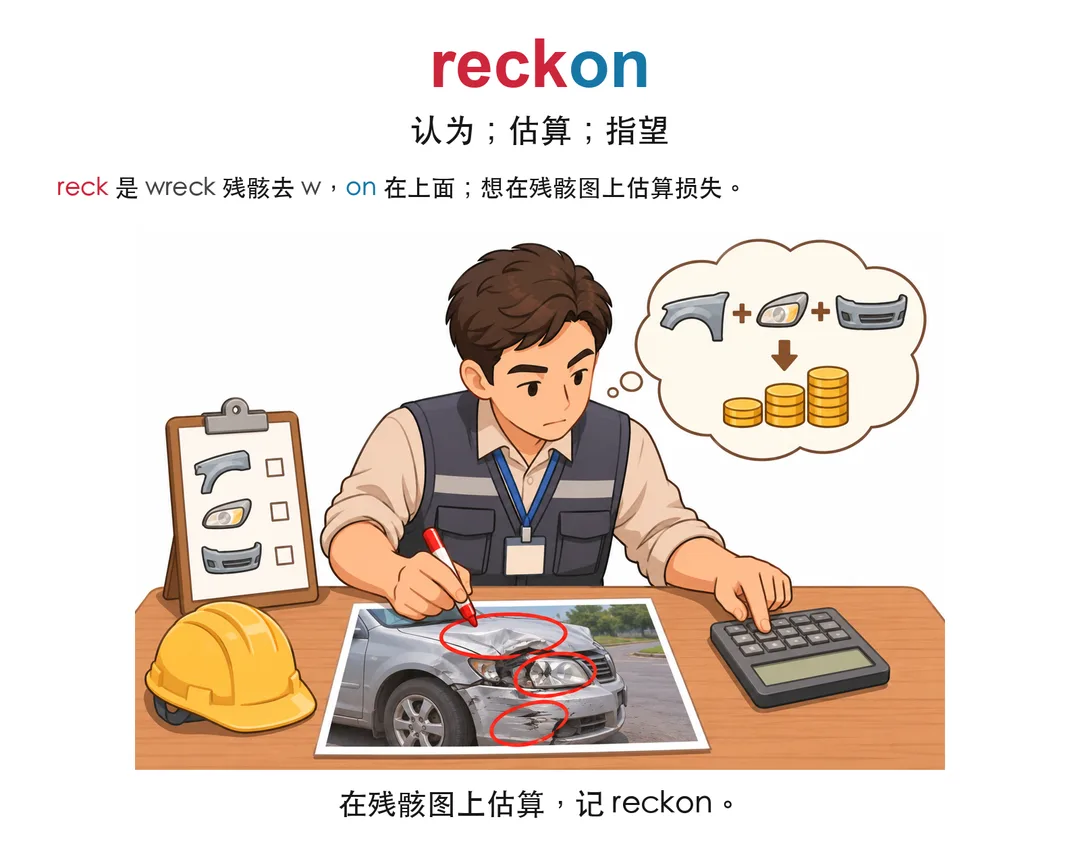 reckon
认为；估算；指望
reck 是 wreck 残骸去 w，on 在上面；想在残骸图上估算损失。
在残骸图上估算，记 reckon。